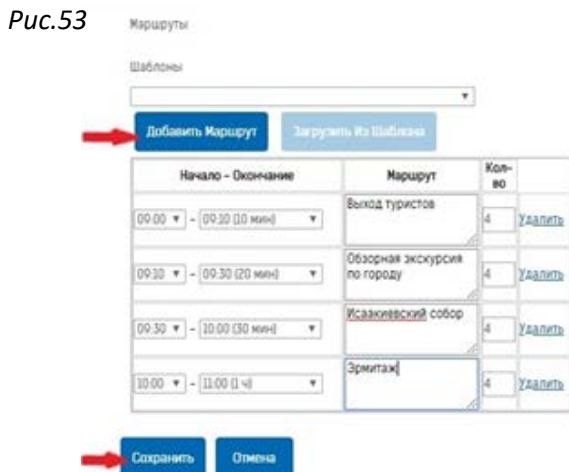 Рис.53
Маршруты
Шаблоны
Добавить Маршрут Загрузить Из Шаблона
Начало – Окончание Маршрут Кол-во
09:00 – 09:10 (10 мин) Выход туристов 4 Удалить
09:10 – 09:30 (20 мин) Обзорная экскурсия
по городу 4 Удалить
09:30 – 10:00 (30 мин) Исаакиевский собор 4 Удалить
10:00 – 11:00 (1 ч) Эрмитаж 4 Удалить
Сохранить Отмена